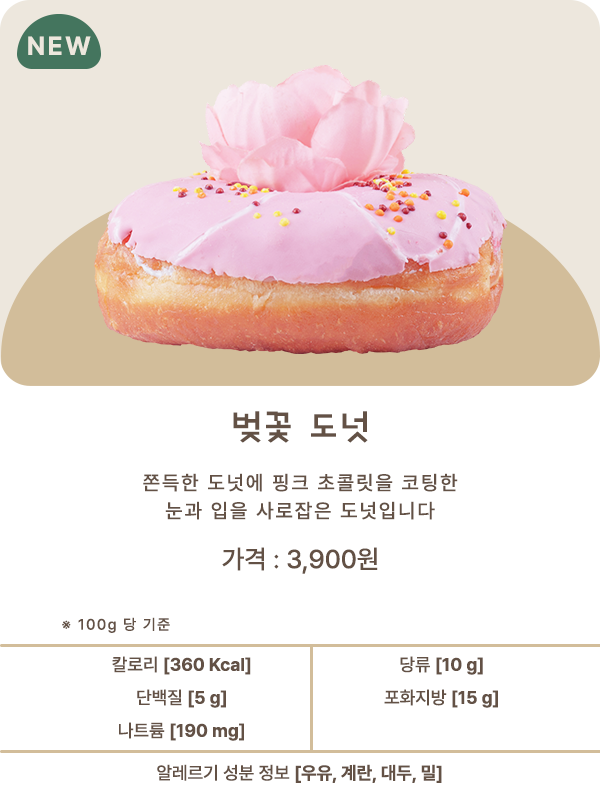 NEW
벚꽃 도넛
쫀득한 도넛에 핑크 초콜릿을 코팅한
눈과 입을 사로잡은 도넛입니다
가격 : 3,900원
※ 100g 당 기준
칼로리 [360 Kcal]
당류 [10 g]
단백질 [5 g]
포화지방 [15 g]
나트륨 [190 mg]
알레르기 성분 정보 [우유, 계란, 대두, 밀]